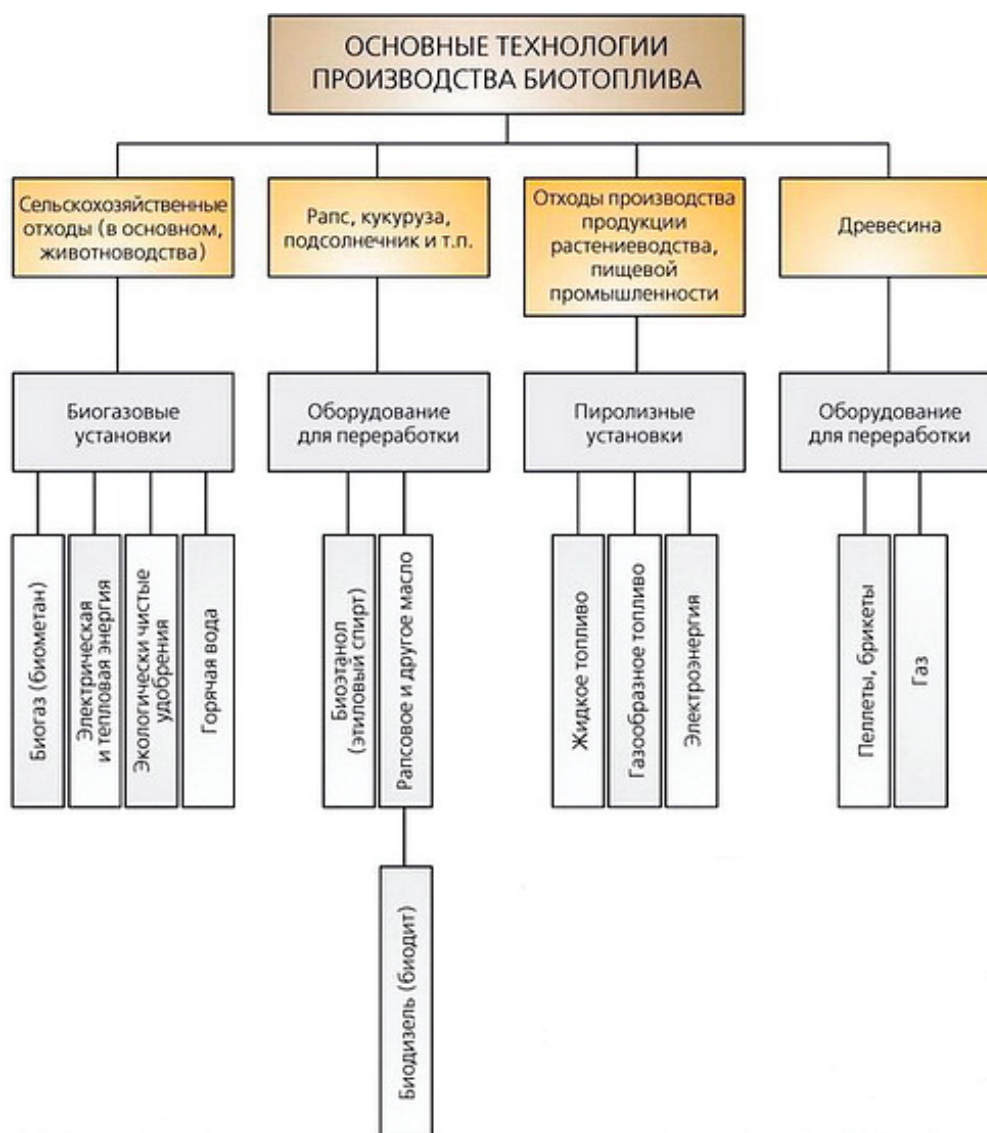 ОСНОВНЫЕ ТЕХНОЛОГИИ
ПРОИЗВОДСТВА БИОТОПЛИВА
Сельскохозяйственные
отходы (в основном,
животноводства)
Рапс, кукуруза,
подсолнечник и т.п.
Отходы производства
продукции
растениеводства,
пищевой
промышленности
Древесина
Биогазовые
установки
Оборудование
для переработки
Пиролизные
установки
Оборудование
для переработки
Биогаз (биометан)
Электрическая
и тепловая энергия
Экологически чистые
удобрения
Горячая вода
Биоэтанол
(этиловый спирт)
Рапсовое и другое масло
Жидкое топливо
Газообразное топливо
Электроэнергия
Пеллеты, брикеты
Газ
Биодизель (биодит)